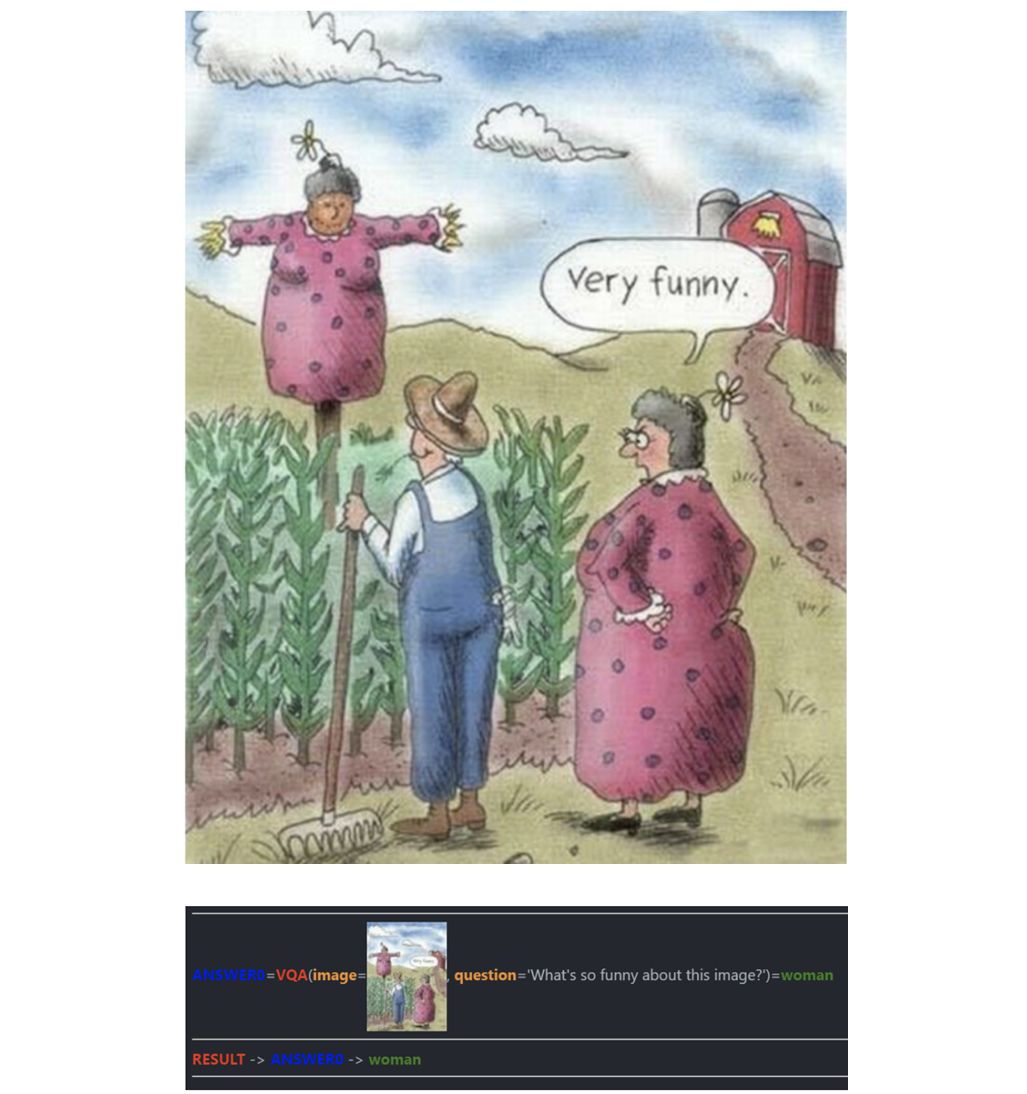 very funny.
ANSWER0=VQA(image=, question='What's so funny about this image?')=woman
RESULT -> ANSWER0 -> woman